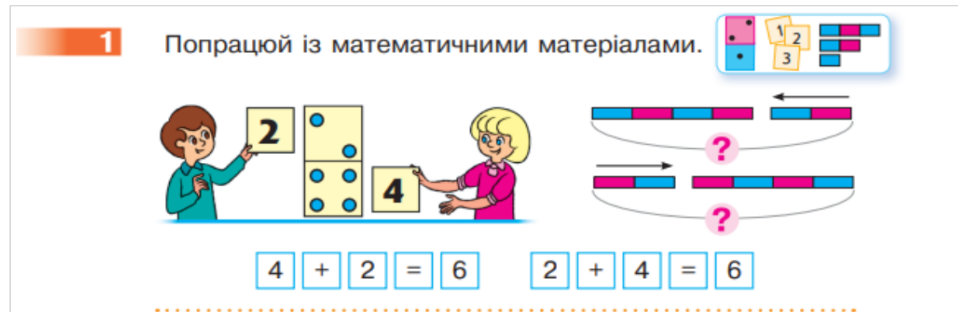 1 Попрацюй із математичними матеріалами.
1 2 3
2
4
?
?
4 + 2 = 6 2 + 4 = 6